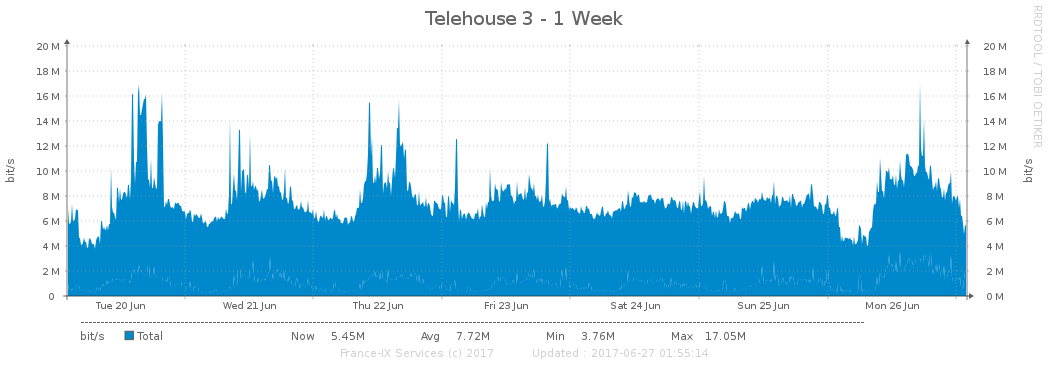 Telehouse 3 - 1 Week
RRDTOOL / TOBI OETIKER
bit/s
20 M 20 M
18 M 18 M
16 M 16 M
14 M 14 M
12 M 12 M
10 M 10 M
8 M 8 M
6 M 6 M
4 M 4 M
2 M 2 M
0 0 M
bit/s
Tue 20 Jun Wed 21 Jun Thu 22 Jun Fri 23 Jun Sat 24 Jun Sun 25 Jun Mon 26 Jun
bit/s Total Now 5.45M Avg 7.72M Min 3.76M Max 17.05M
France-IX Services (c) 2017 Updated : 2017-06-27 01:55:14